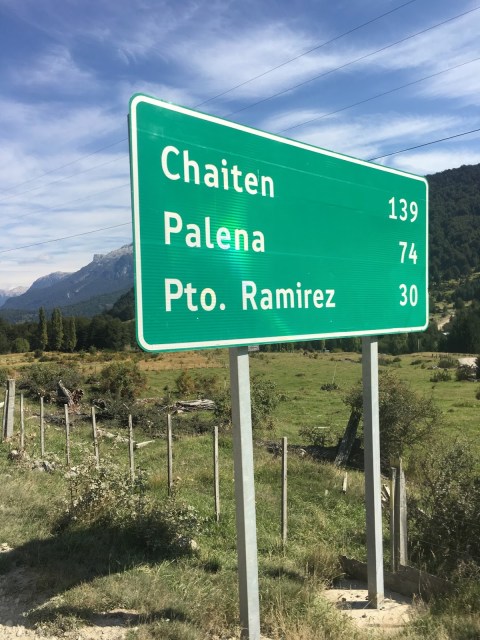 Chaiten 139
Palena 74
Pto. Ramirez 30